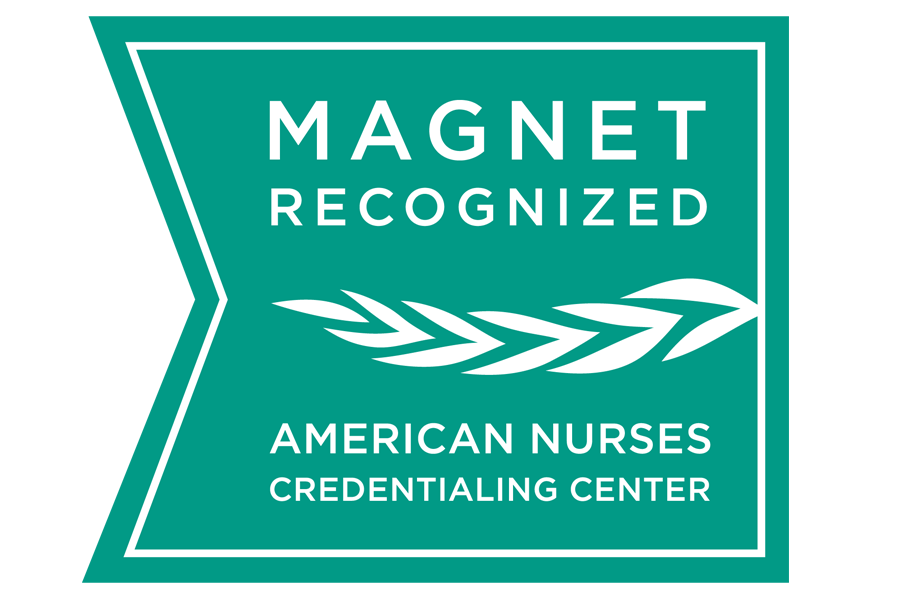 MAGNET
RECOGNIZED
AMERICAN NURSES
CREDENTIALING CENTER